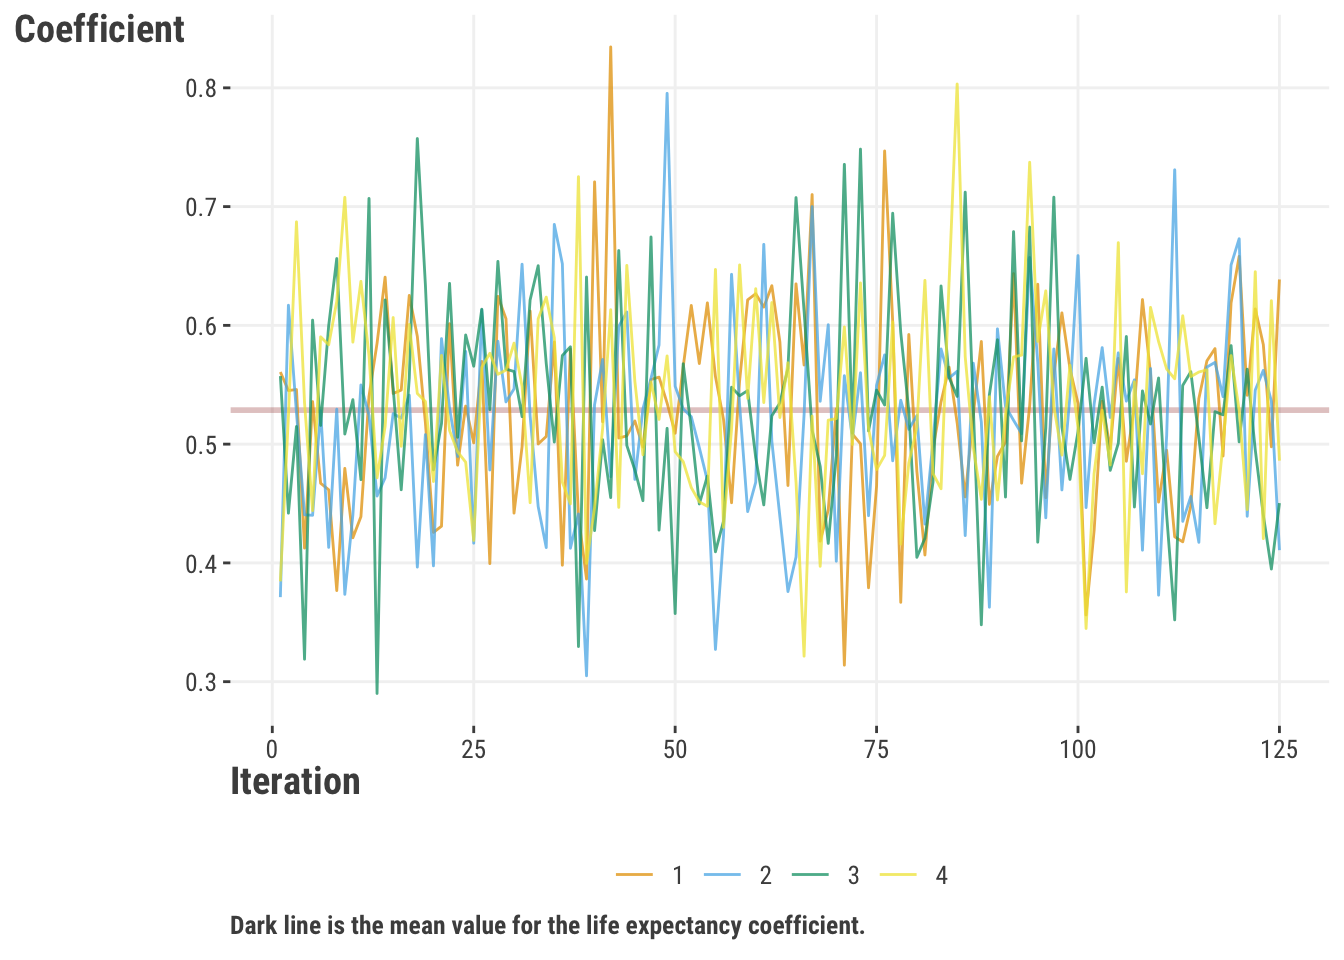 Coefficient
0.8
0.7
0.6
0.5
0.4
0.3
0 25 50 75 100 125
Iteration
1 2 3 4
Dark line is the mean value for the life expectancy coefficient.